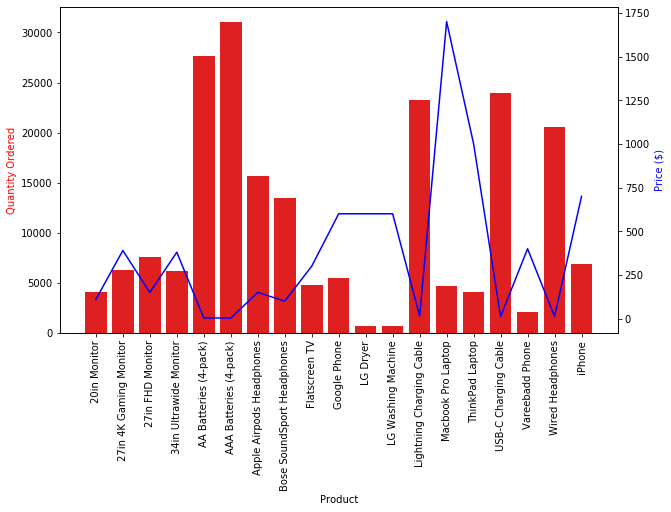 30000
25000
20000
15000
10000
5000
0
Quantity Ordered
1750
1500
1250
1000
750
500
250
0
Price ($)
20in Monitor
27in 4K Gaming Monitor
27in FHD Monitor
34in Ultrawide Monitor
AA Batteries (4-pack)
AAA Batteries (4-pack)
Apple Airpods Headphones
Bose SoundSport Headphones
Flatscreen TV
Google Phone
LG Dryer
LG Washing Machine
Lightning Charging Cable
Macbook Pro Laptop
ThinkPad Laptop
USB-C Charging Cable
Vareebadd Phone
Wired Headphones
iPhone
Product